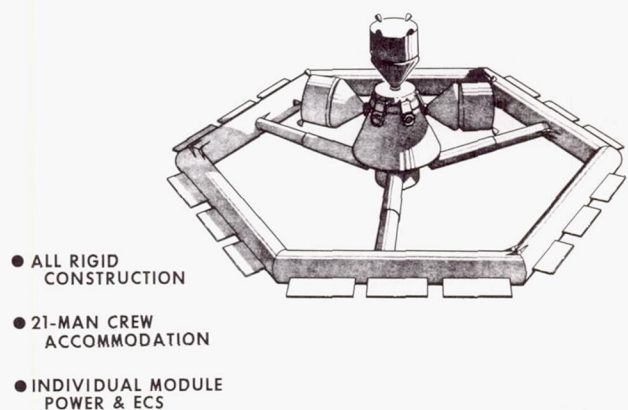 ● ALL RIGID
CONSTRUCTION
● 21-MAN CREW
ACCOMMODATION
● INDIVIDUAL MODULE
POWER & ECS